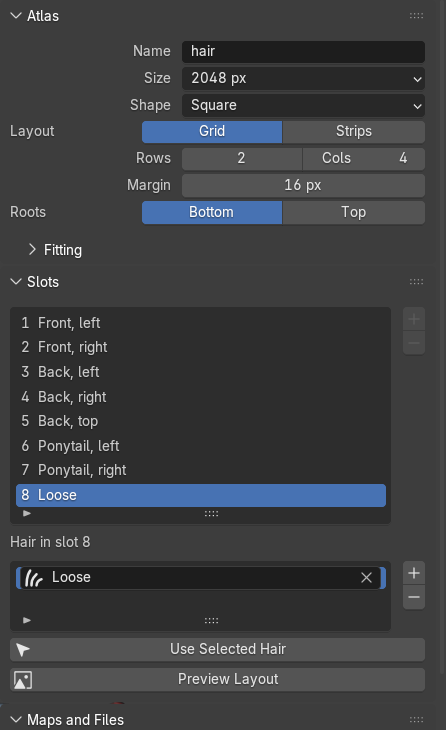 Atlas
Name hair
Size 2048 px
Shape Square
Layout Grid Strips
Rows 2 Cols 4
Margin 16 px
Roots Bottom Top
Fitting
Slots
1 Front, left
2 Front, right
3 Back, left
4 Back, right
5 Back, top
6 Ponytail, left
7 Ponytail, right
8 Loose
Hair in slot 8
Loose
Use Selected Hair
Preview Layout
Maps and Files